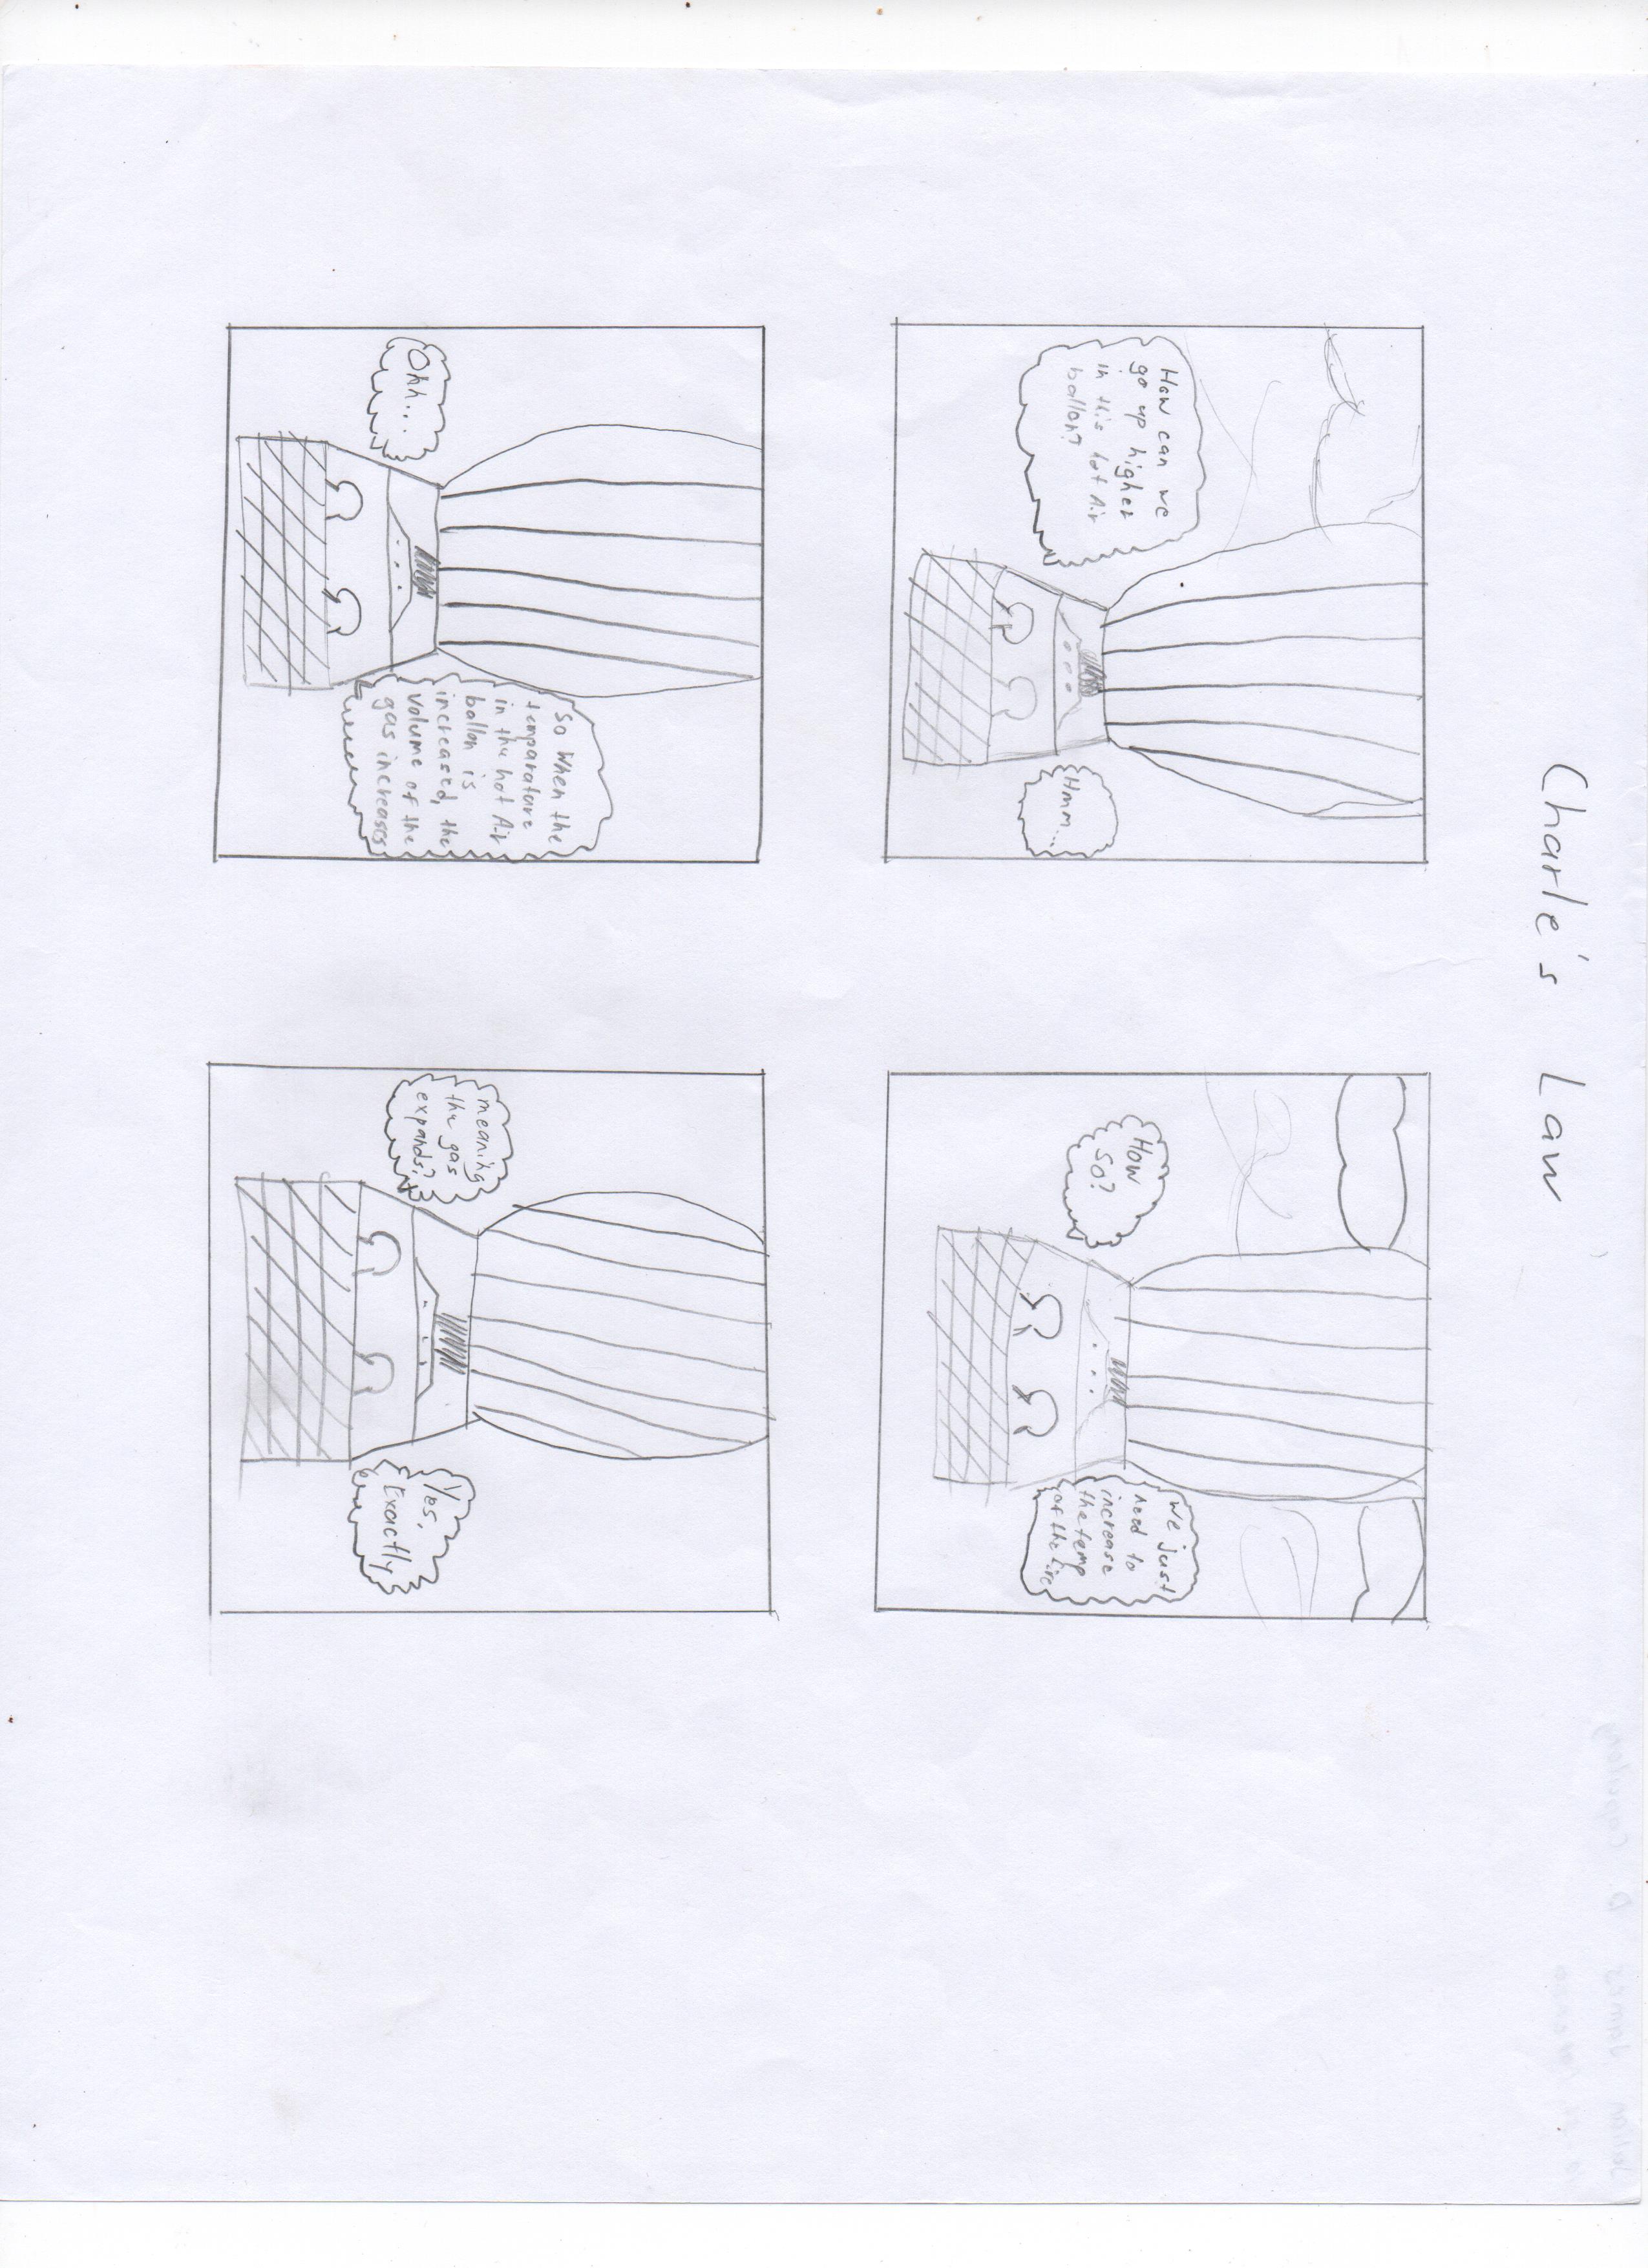 Charle's Law
How can we
go up higher
in this hot Air
ballon?
Hmm...
How
so?
we just
need to
increase
the temp
of the fire
Ohh...
So When the
temparature
in the hot Air
ballon is
increased, the
volume of the
gas increases
meaning
the gas
expands?
Yes,
Exactly